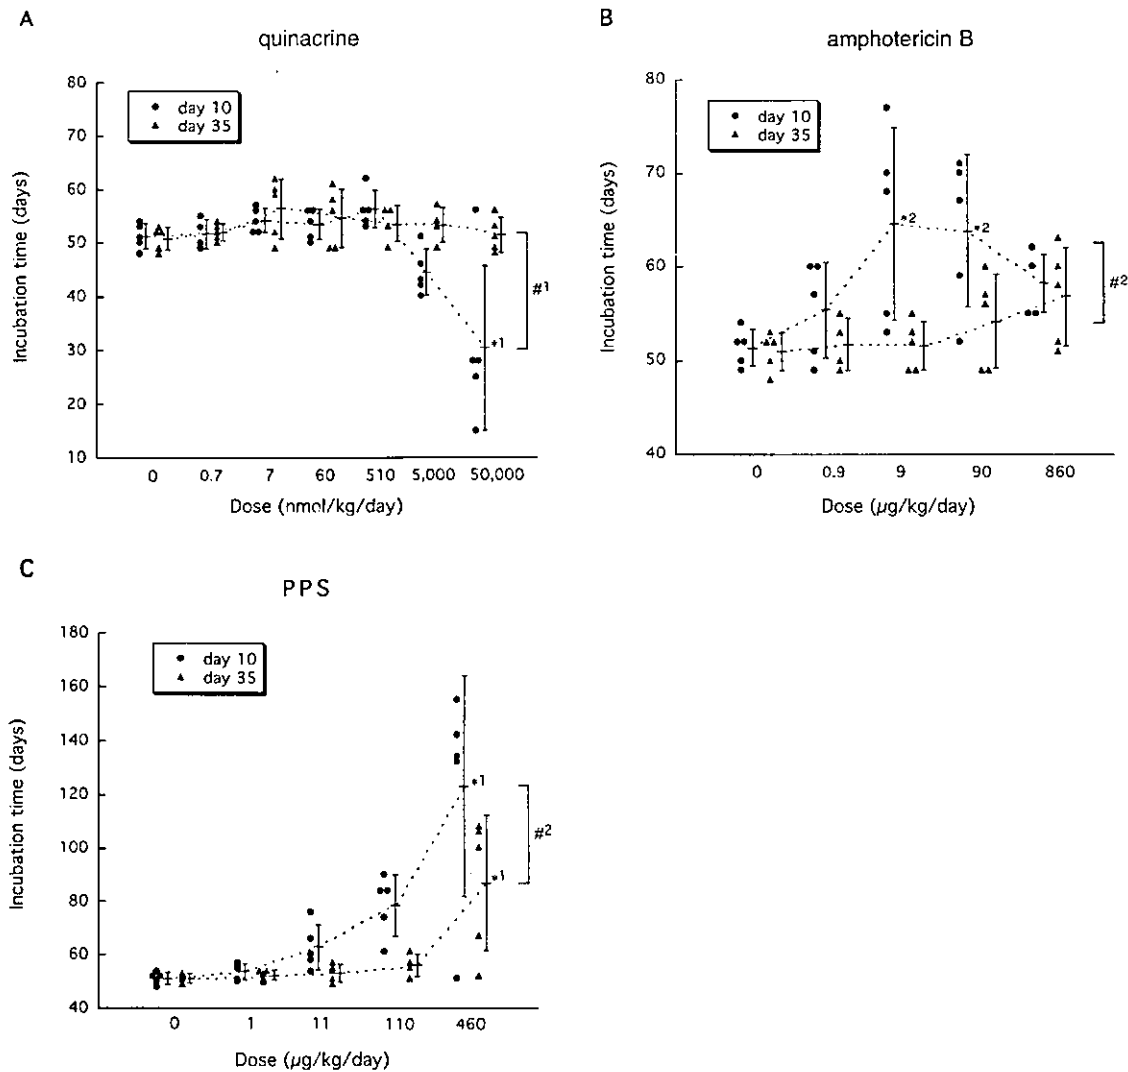 A
quinacrine
80
70
60
50
40
30
20
10
Incubation time (days)
day 10
day 35
#1
*1
0 0.7 7 60 510 5,000 50,000
Dose (nmol/kg/day)
B
amphotericin B
80
70
60
50
40
Incubation time (days)
day 10
day 35
*2
*2
#2
0 0.9 9 90 860
Dose (µg/kg/day)
C
PPS
180
160
140
120
100
80
60
40
Incubation time (days)
day 10
day 35
*1
#2
*1
0 1 11 110 460
Dose (µg/kg/day)